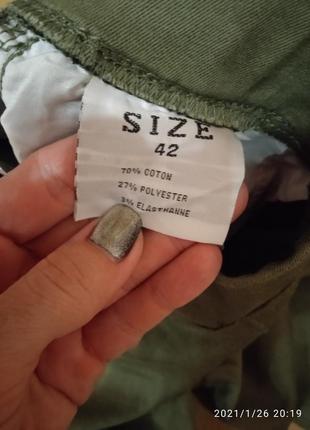 SIZE
42
70% COTON
27% POLYESTER
3% ELASTHANNE
2021/1/26 20:19